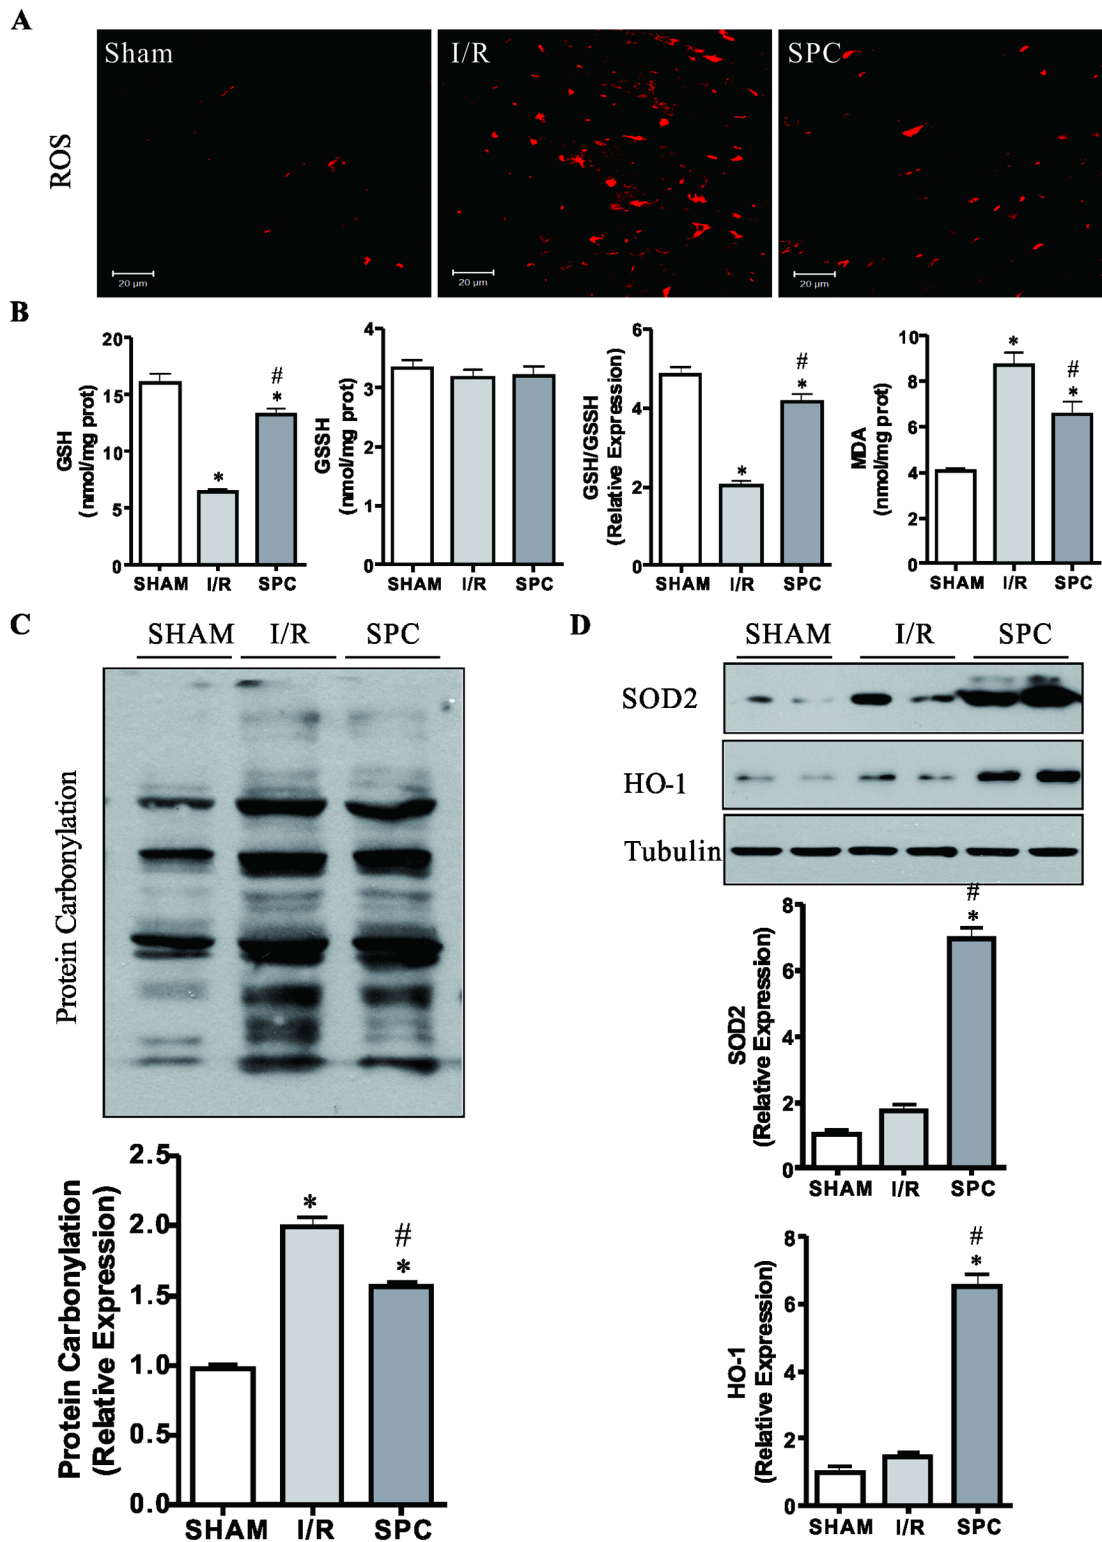 A
Sham
I/R
SPC
ROS
20 µm
20 µm
20 µm
B
GSH
(nmol/mg prot)
20
15
10
5
0
*
#
*
SHAM I/R SPC
GSSH
(nmol/mg prot)
4
3
2
1
0
SHAM I/R SPC
GSH/GSSH
(Relative Expression)
6
4
2
0
*
#
*
SHAM I/R SPC
MDA
(nmol/mg prot)
10
8
6
4
2
0
*
#
*
SHAM I/R SPC
C
SHAM I/R SPC
Protein Carbonylation
Protein Carbonylation
(Relative Expression)
2.5
2.0
1.5
1.0
0.5
0.0
*
#
*
SHAM I/R SPC
D
SHAM I/R SPC
SOD2
HO-1
Tubulin
SOD2
(Relative Expression)
8
6
4
2
0
#
*
SHAM I/R SPC
HO-1
(Relative Expression)
8
6
4
2
0
#
*
SHAM I/R SPC